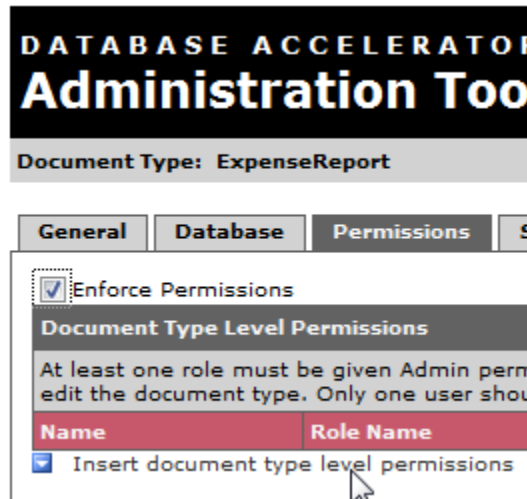 DATABASE ACCELERATOR
Administration Too
Document Type: ExpenseReport
General Database Permissions S
Enforce Permissions
Document Type Level Permissions
At least one role must be given Admin perm
edit the document type. Only one user shou
Name Role Name
Insert document type level permissions